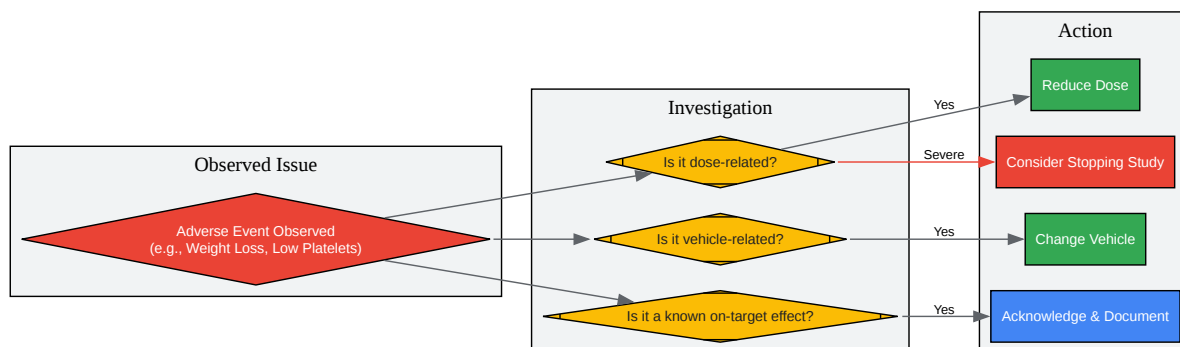 Observed Issue
Adverse Event Observed
(e.g., Weight Loss, Low Platelets)
Investigation
Is it dose-related?
Is it vehicle-related?
Is it a known on-target effect?
Yes
Severe
Yes
Yes
Action
Reduce Dose
Consider Stopping Study
Change Vehicle
Acknowledge & Document